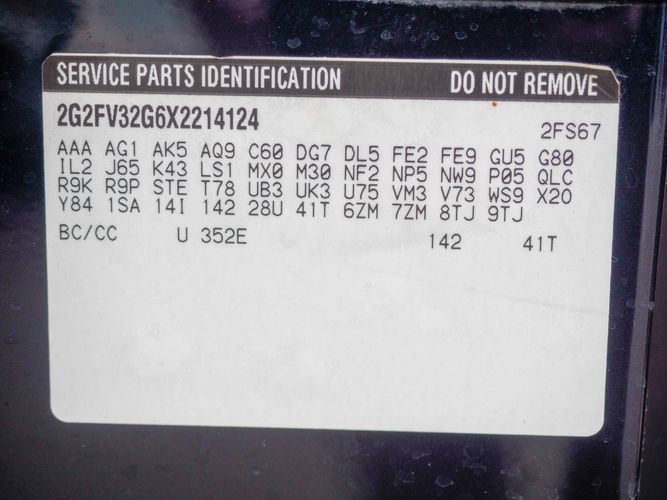 SERVICE PARTS IDENTIFICATION DO NOT REMOVE
2G2FV32G6X2214124
2FS67
AAA AG1 AK5 AQ9 C60 DG7 DL5 FE2 FE9 GU5 G80
IL2 J65 K43 LS1 MX0 M30 NF2 NP5 NW9 P05 QLC
R9K R9P STE T78 UB3 UK3 U75 VM3 V73 WS9 X20
Y84 1SA 14I 142 28U 41T 6ZM 7ZM 8TJ 9TJ
BC/CC U 352E 142 41T